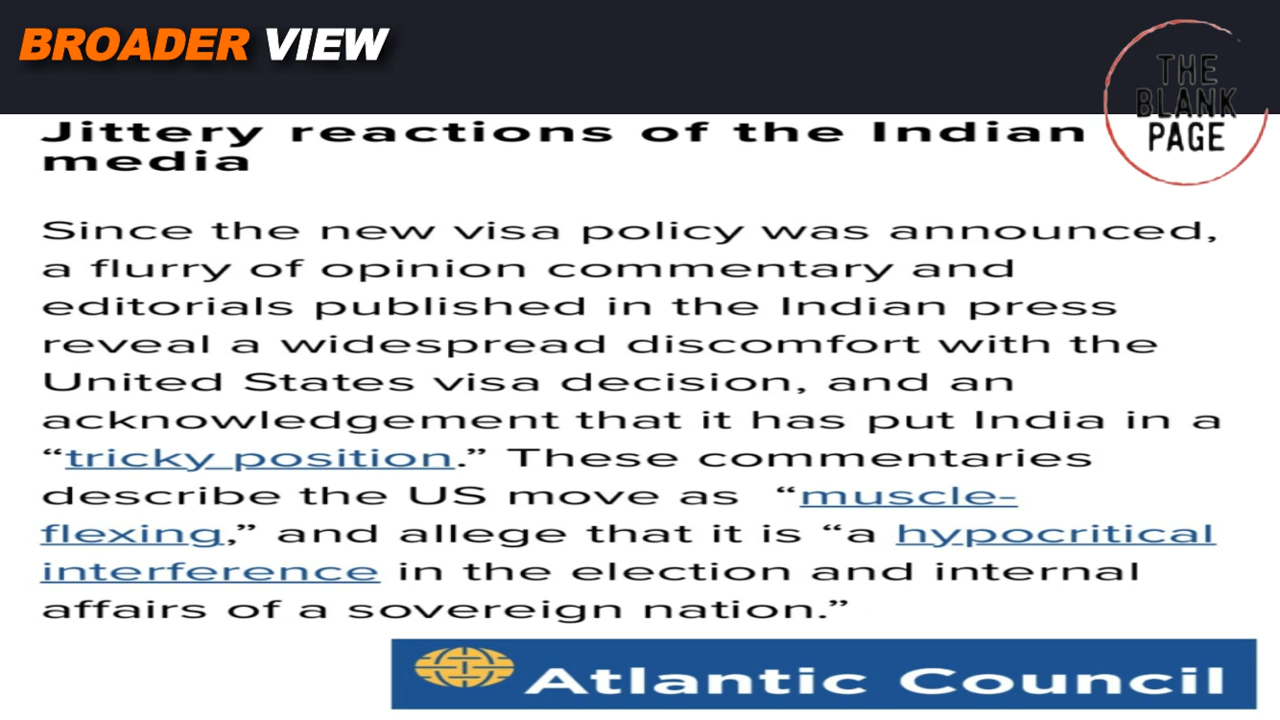 BROADER VIEW
THE
BLANK
PAGE
Jittery reactions of the Indian
media
Since the new visa policy was announced,
a flurry of opinion commentary and
editorials published in the Indian press
reveal a widespread discomfort with the
United States visa decision, and an
acknowledgement that it has put India in a
“tricky position.” These commentaries
describe the US move as “muscle-
flexing,” and allege that it is “a hypocritical
interference in the election and internal
affairs of a sovereign nation.”
Atlantic Council